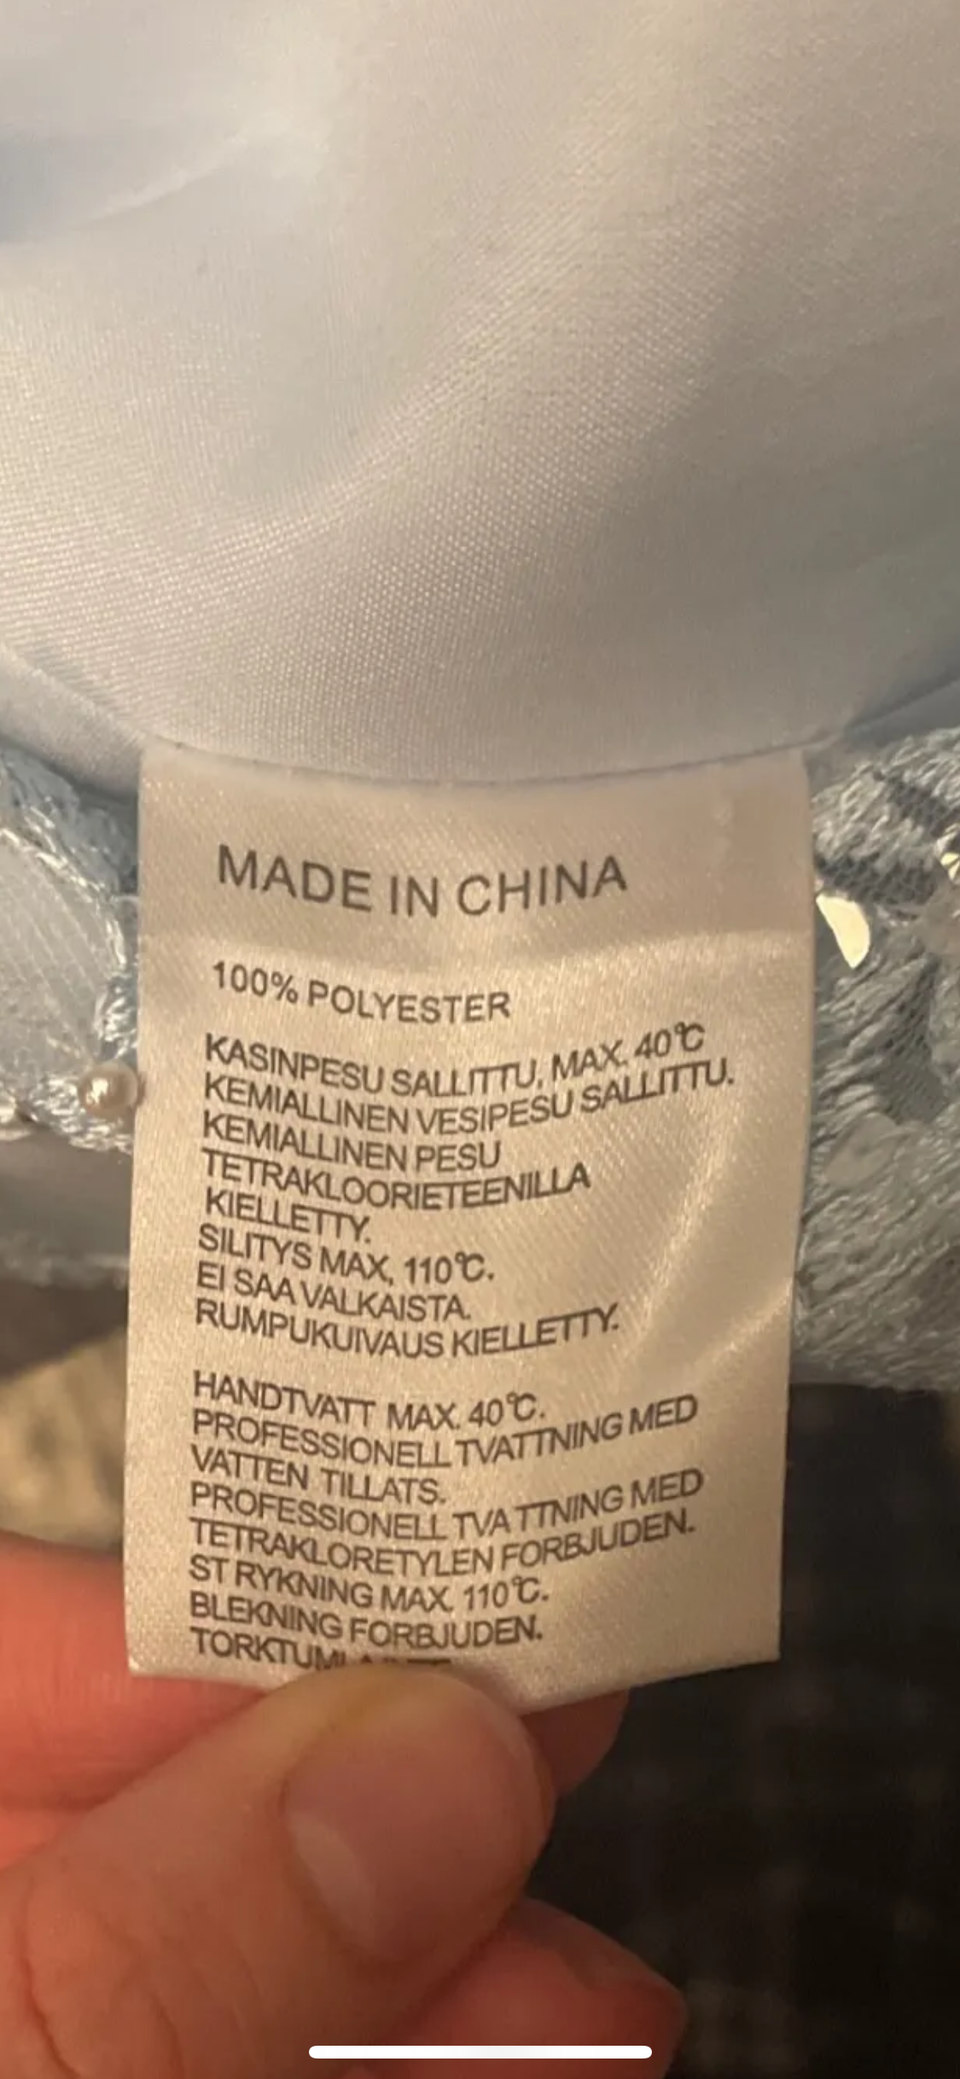 MADE IN CHINA
100% POLYESTER
KASINPESU SALLITTU, MAX. 40℃
KEMIALLINEN VESIPESU SALLITTU.
KEMIALLINEN PESU
TETRAKLOORIETEENILLA
KIELLETTY.
SILITYS MAX, 110℃.
EI SAA VALKAISTA.
RUMPUKUIVAUS KIELLETTY.
HANDTVATT MAX. 40℃.
PROFESSIONELL TVATTNING MED
VATTEN TILLATS.
PROFESSIONELL TVA TTNING MED
TETRAKLORETYLEN FORBJUDEN.
ST RYKNING MAX. 110℃.
BLEKNING FORBJUDEN.